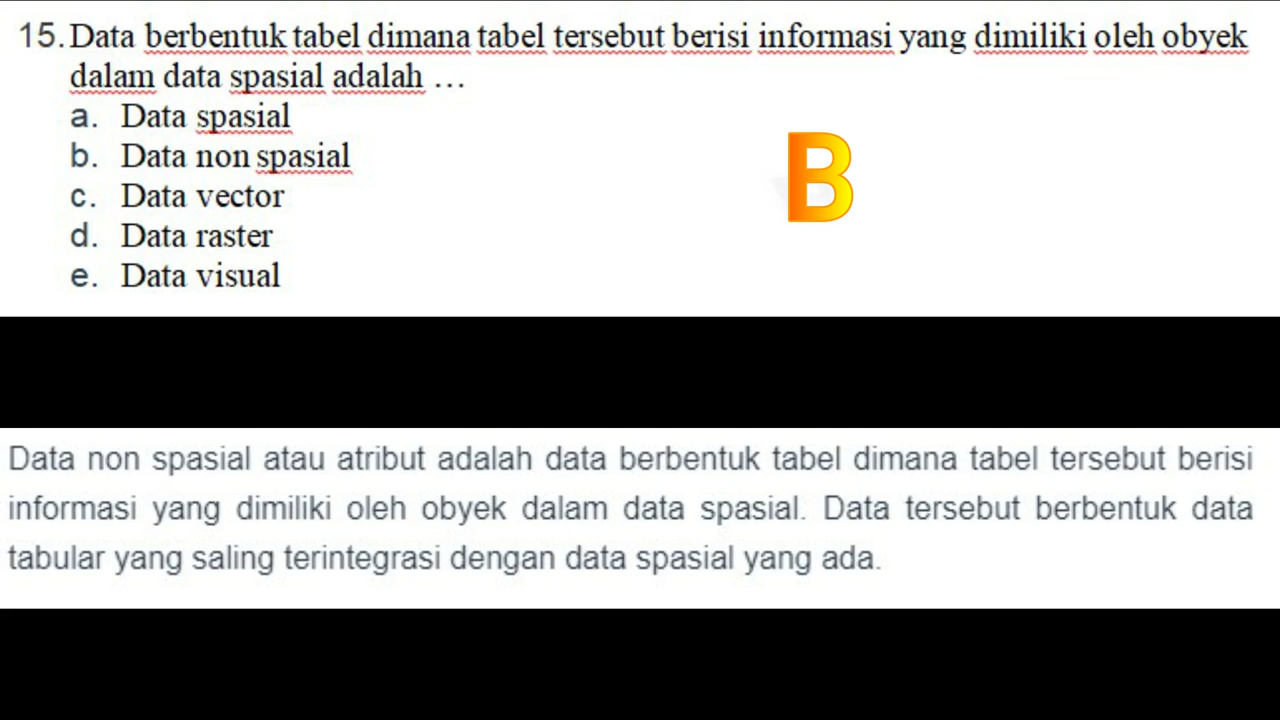 15. Data berbentuk tabel dimana tabel tersebut berisi informasi yang dimiliki oleh obyek
dalam data spasial adalah …
a. Data spasial
b. Data non spasial
c. Data vector
d. Data raster
e. Data visual
B
Data non spasial atau atribut adalah data berbentuk tabel dimana tabel tersebut berisi
informasi yang dimiliki oleh obyek dalam data spasial. Data tersebut berbentuk data
tabular yang saling terintegrasi dengan data spasial yang ada.